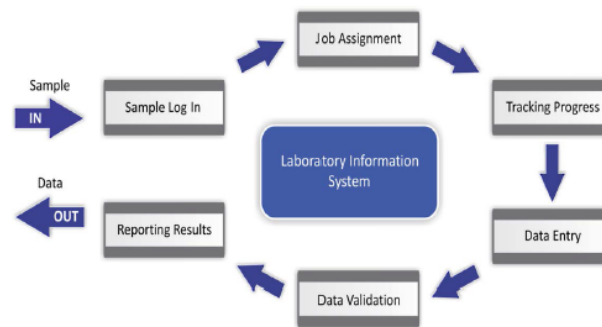 Job Assignment
Sample
IN
Sample Log In
Tracking Progress
Laboratory Information
System
Data
OUT
Reporting Results
Data Entry
Data Validation